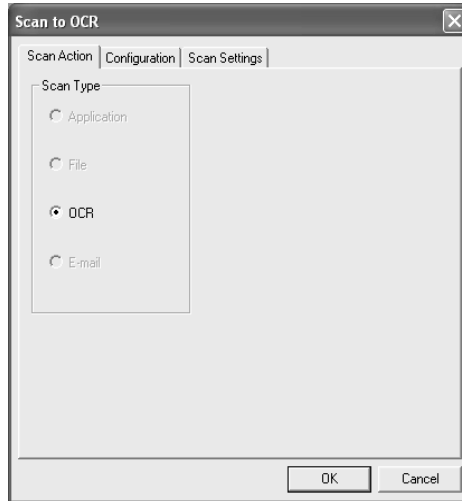 Scan to OCR
Scan Action Configuration Scan Settings
Scan Type
Application
File
OCR
E-mail
OK Cancel